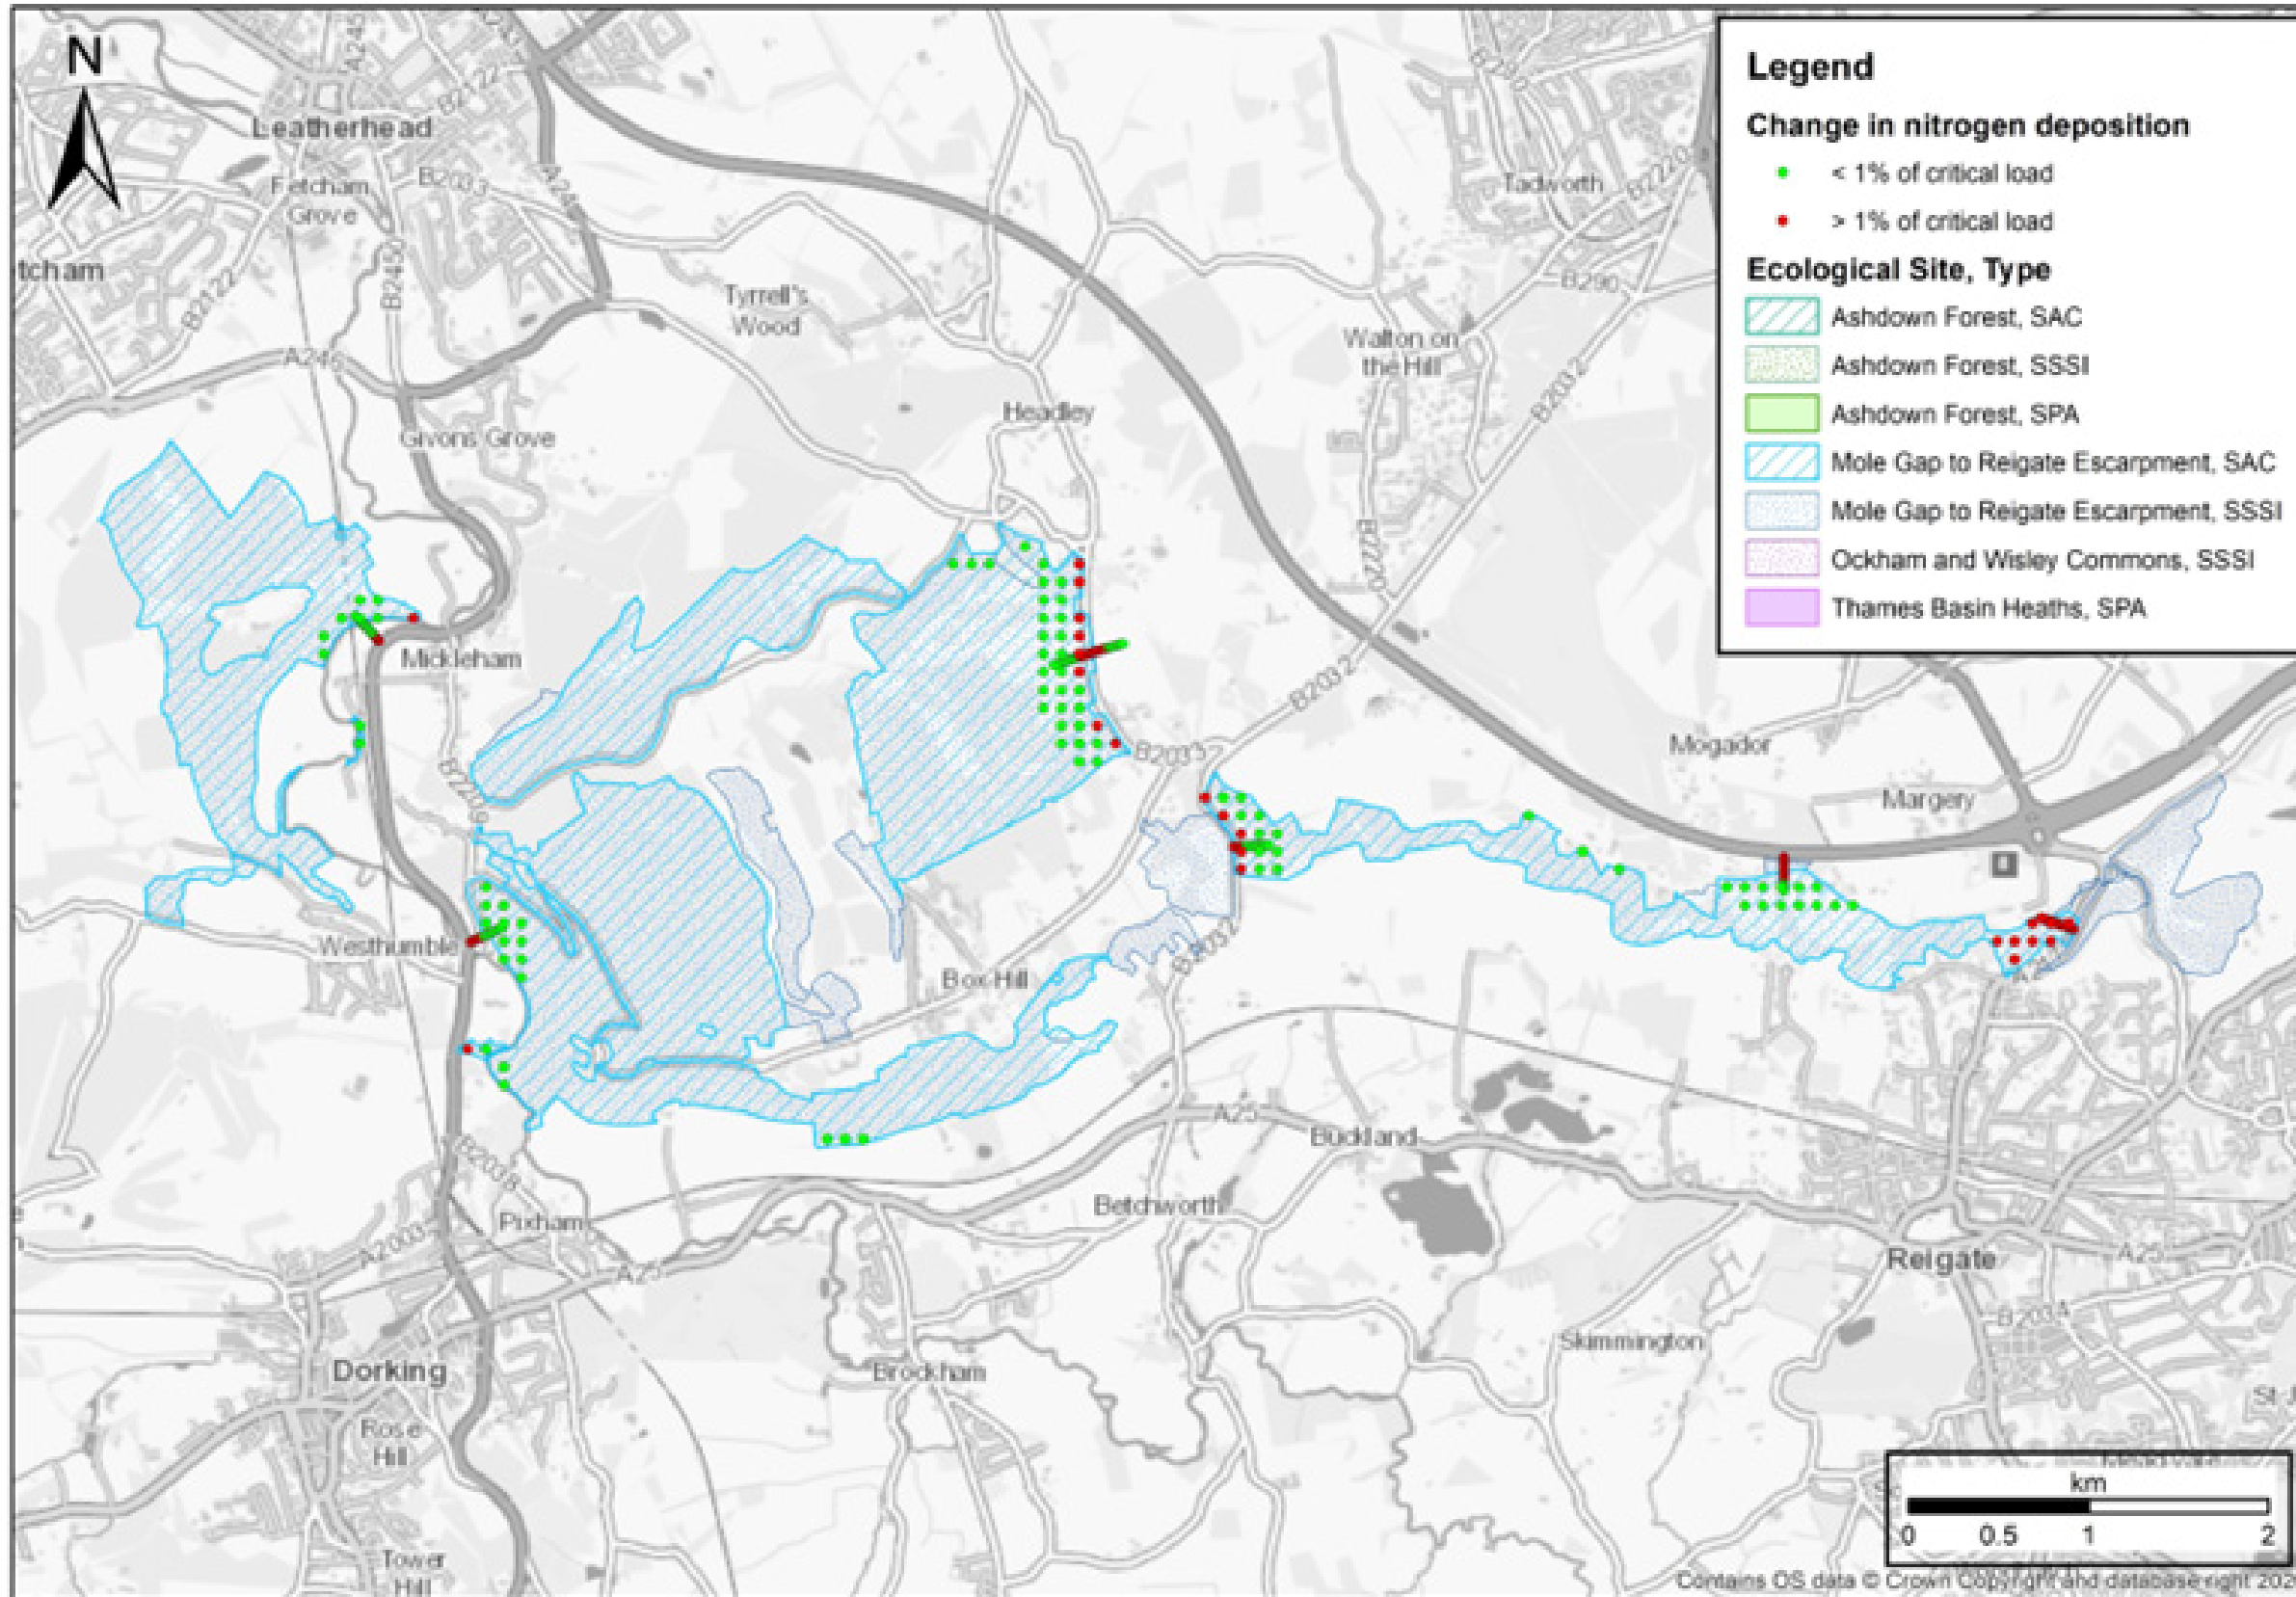 N
Legend
Change in nitrogen deposition
< 1% of critical load
> 1% of critical load
Ecological Site, Type
Ashdown Forest, SAC
Ashdown Forest, SSSI
Ashdown Forest, SPA
Mole Gap to Reigate Escarpment, SAC
Mole Gap to Reigate Escarpment, SSSI
Ockham and Wisley Commons, SSSI
Thames Basin Heaths, SPA
A245
B2122
Leatherhead
Fetcham
Grove
B2033
tcham
B2122
B2450
A246
Tyrrell's
Wood
Tadworth
B2220
B290
Walton on
the Hill
B2032
Givons Grove
Headley
B2220
Mickleham
B2032
B2033
Mogador
Margery
Westhumble
Box Hill
B2032
A25
Buckland
B2038
Betchworth
A2003
Pixham
A25
Reigate
A25
B2034
Skimmington
Dorking
Brockham
Rose
Hill
Tower
Hill
km
0 0.5 1 2
Contains OS data © Crown Copyright and database right 202